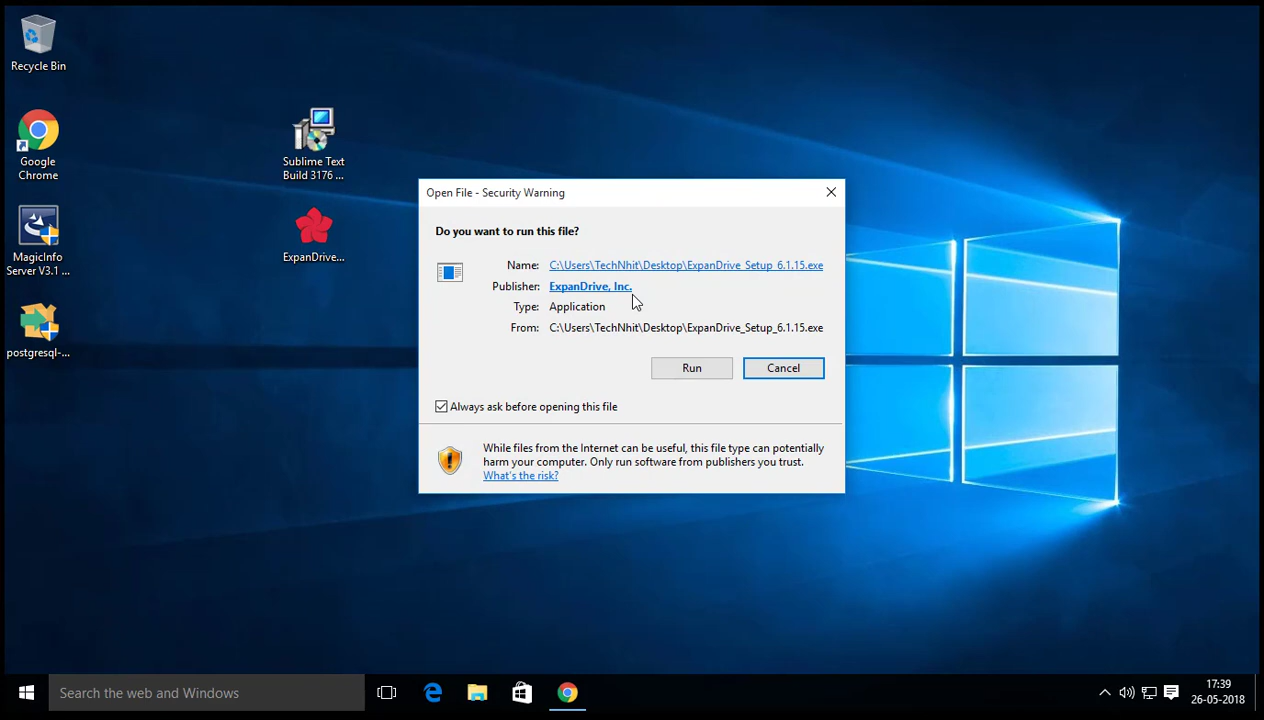 Recycle Bin
Google
Chrome
MagicInfo
Server V3.1 ...
postgresql-...
Sublime Text
Build 3176 ...
ExpanDrive...
Open File - Security Warning
Do you want to run this file?
Name: C:\Users\TechNhit\Desktop\ExpanDrive_Setup_6.1.15.exe
Publisher: ExpanDrive, Inc.
Type: Application
From: C:\Users\TechNhit\Desktop\ExpanDrive_Setup_6.1.15.exe
Run Cancel
Always ask before opening this file
While files from the Internet can be useful, this file type can potentially
harm your computer. Only run software from publishers you trust.
What's the risk?
Search the web and Windows
17:39
26-05-2018